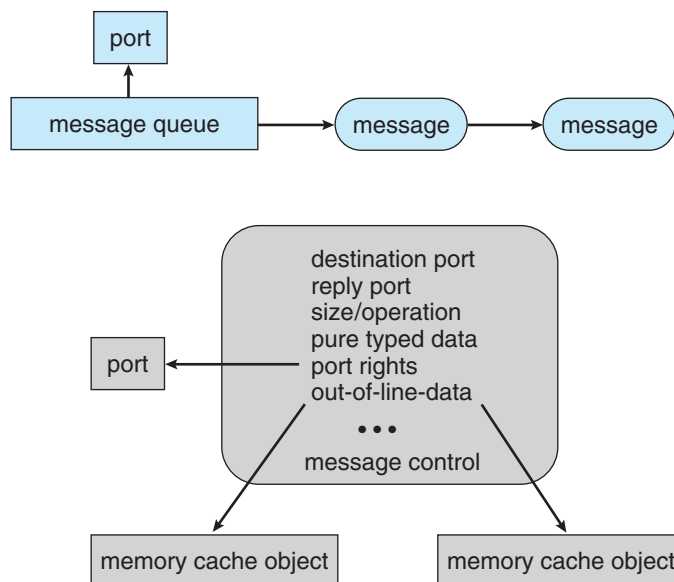 port
message queue
message
message
destination port
reply port
size/operation
pure typed data
port
port rights
out-of-line-data
•••
message control
memory cache object
memory cache object